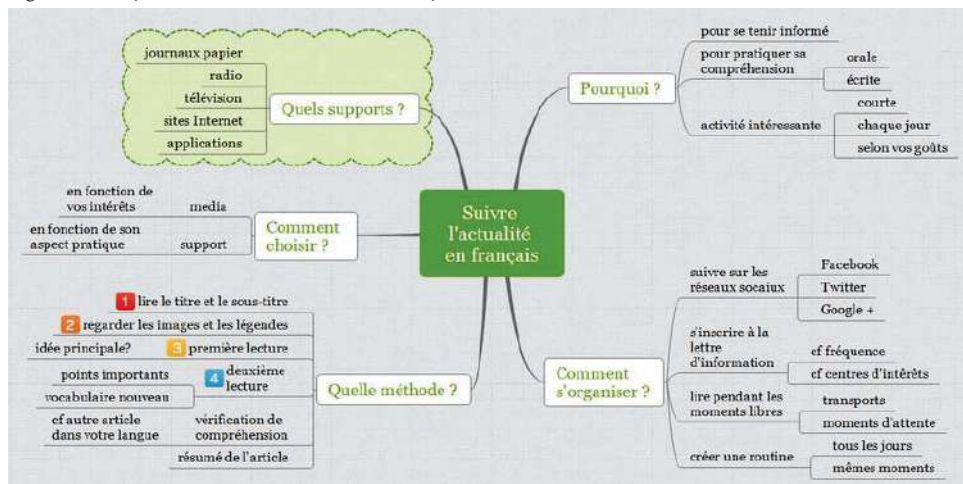 Suivre
l'actualité
en français
Quels supports ?
journaux papier
radio
télévision
sites Internet
applications
Pourquoi ?
pour se tenir informé
pour pratiquer sa
compréhension
orale
écrite
activité intéressante
courte
chaque jour
selon vos goûts
Comment
choisir ?
en fonction de
vos intérêts
media
en fonction de son
aspect pratique
support
Quelle méthode ?
1 lire le titre et le sous-titre
2 regarder les images et les légendes
idée principale?
3 première lecture
points importants
vocabulaire nouveau
4 deuxième
lecture
cf autre article
dans votre langue
vérification de
compréhension
résumé de l'article
Comment
s'organiser ?
suivre sur les
réseaux socaiux
Facebook
Twitter
Google +
s'inscrire à la
lettre
d'information
cf fréquence
cf centres d'intérêts
lire pendant les
moments libres
transports
moments d'attente
créer une routine
tous les jours
mêmes moments